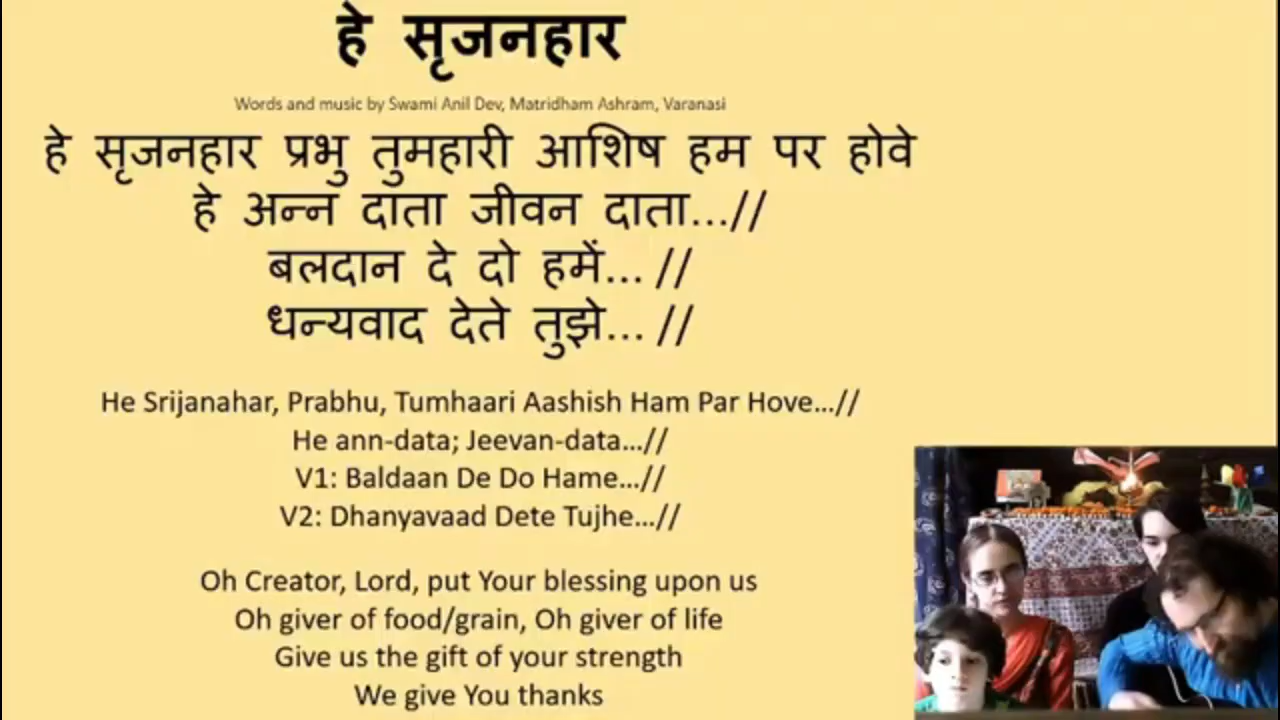 हे सृजनहार
Words and music by Swami Anil Dev, Matridham Ashram, Varanasi
हे सृजनहार प्रभु तुमहारी आशिष हम पर होवे
हे अन्न दाता जीवन दाता...//
बलदान दे दो हमें... //
धन्यवाद देते तुझे... //
He Srijanahar, Prabhu, Tumhaari Aashish Ham Par Hove...//
He ann-data; Jeevan-data...//
V1: Baldaan De Do Hame...//
V2: Dhanyavaad Dete Tujhe...//
Oh Creator, Lord, put Your blessing upon us
Oh giver of food/grain, Oh giver of life
Give us the gift of your strength
We give You thanks